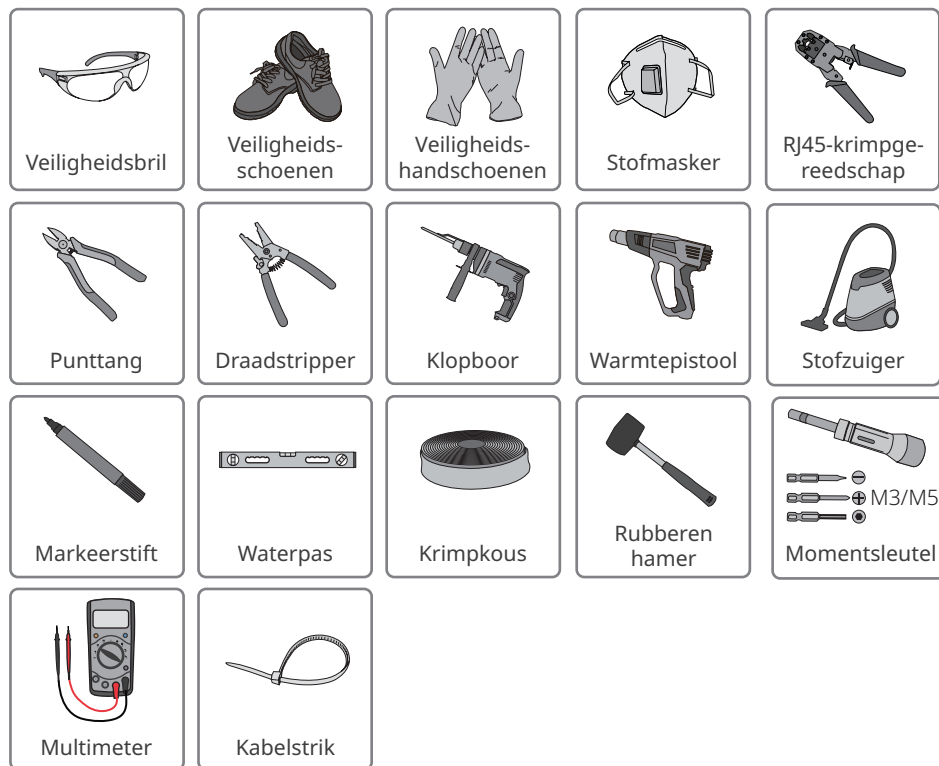 Veiligheidsbril
Veiligheids-
schoenen
Veiligheids-
handschoenen
Stofmasker
RJ45-krimpge-
reedschap
Punttang
Draadstripper
Klopboor
Warmtepistool
Stofzuiger
Markeerstift
Waterpas
Krimpkous
Rubberen
hamer
M3/M5
Momentsleutel
Multimeter
Kabelstrik